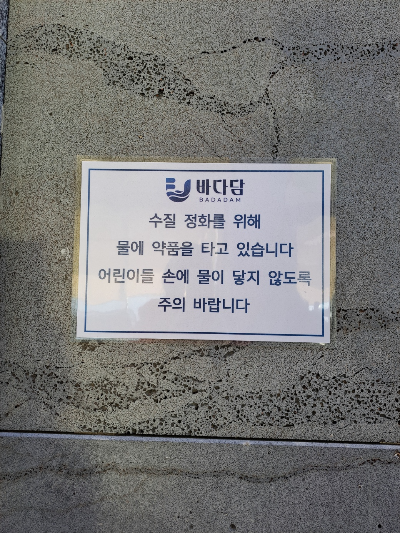 바다담
BADADAM
수질 정화를 위해
물에 약품을 타고 있습니다
어린이들 손에 물이 닿지 않도록
주의 바랍니다